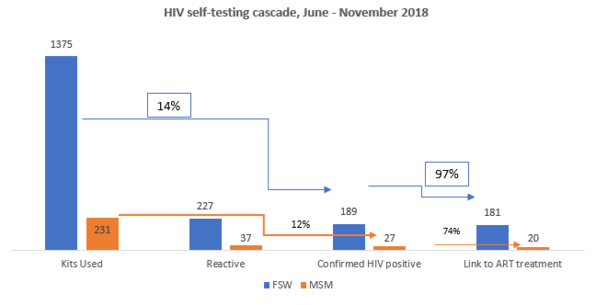 HIV self-testing cascade, June - November 2018
1375
14%
97%
231
227
37
12%
189
27
74%
181
20
Kits Used
Reactive
Confirmed HIV positive
Link to ART treatment
FSW
MSM